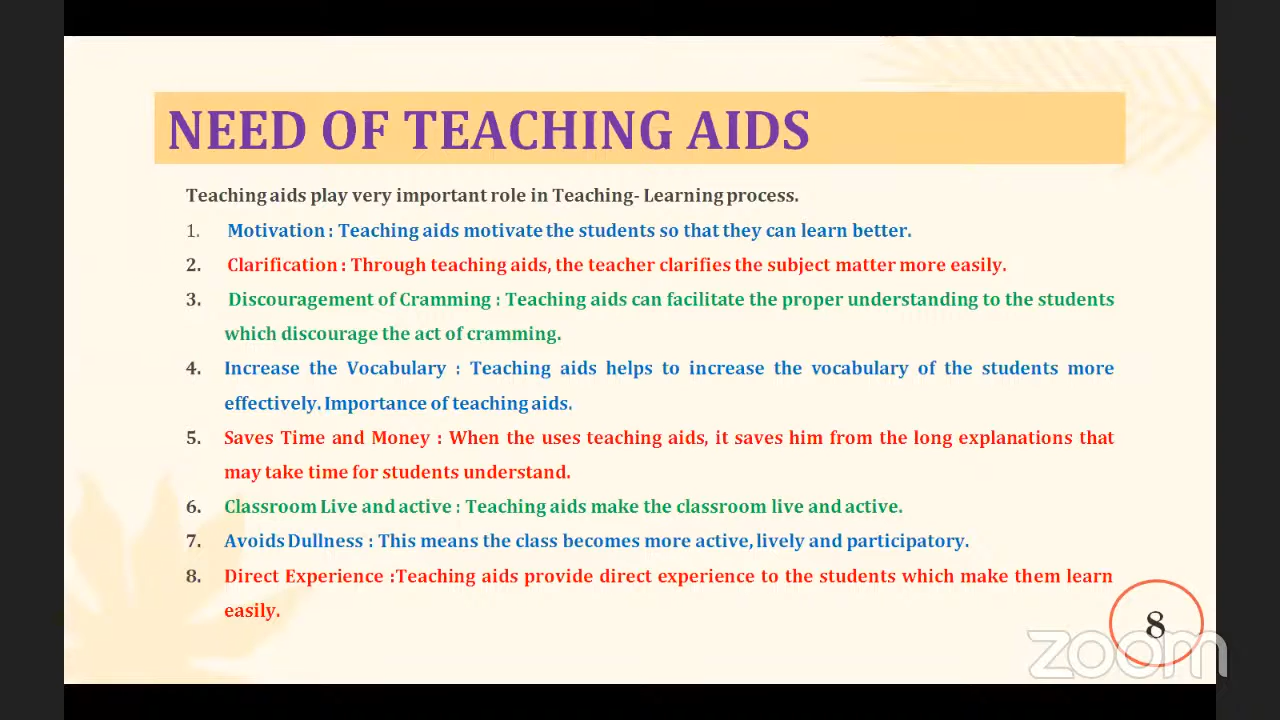 NEED OF TEACHING AIDS
Teaching aids play very important role in Teaching- Learning process.
1. Motivation : Teaching aids motivate the students so that they can learn better.
2. Clarification : Through teaching aids, the teacher clarifies the subject matter more easily.
3. Discouragement of Cramming : Teaching aids can facilitate the proper understanding to the students
which discourage the act of cramming.
4. Increase the Vocabulary : Teaching aids helps to increase the vocabulary of the students more
effectively. Importance of teaching aids.
5. Saves Time and Money : When the uses teaching aids, it saves him from the long explanations that
may take time for students understand.
6. Classroom Live and active : Teaching aids make the classroom live and active.
7. Avoids Dullness : This means the class becomes more active, lively and participatory.
8. Direct Experience :Teaching aids provide direct experience to the students which make them learn
easily.
8
zoom